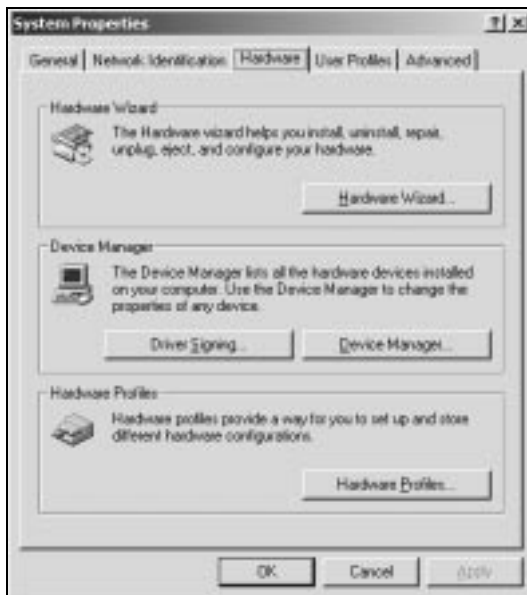 System Properties
? ×
General Network Identification Hardware User Profiles Advanced
Hardware Wizard
The Hardware wizard helps you install, uninstall, repair,
unplug, eject, and configure your hardware.
Hardware Wizard...
Device Manager
The Device Manager lists all the hardware devices installed
on your computer. Use the Device Manager to change the
properties of any device.
Driver Signing... Device Manager...
Hardware Profiles
Hardware profiles provide a way for you to set up and store
different hardware configurations.
Hardware Profiles...
OK Cancel Apply